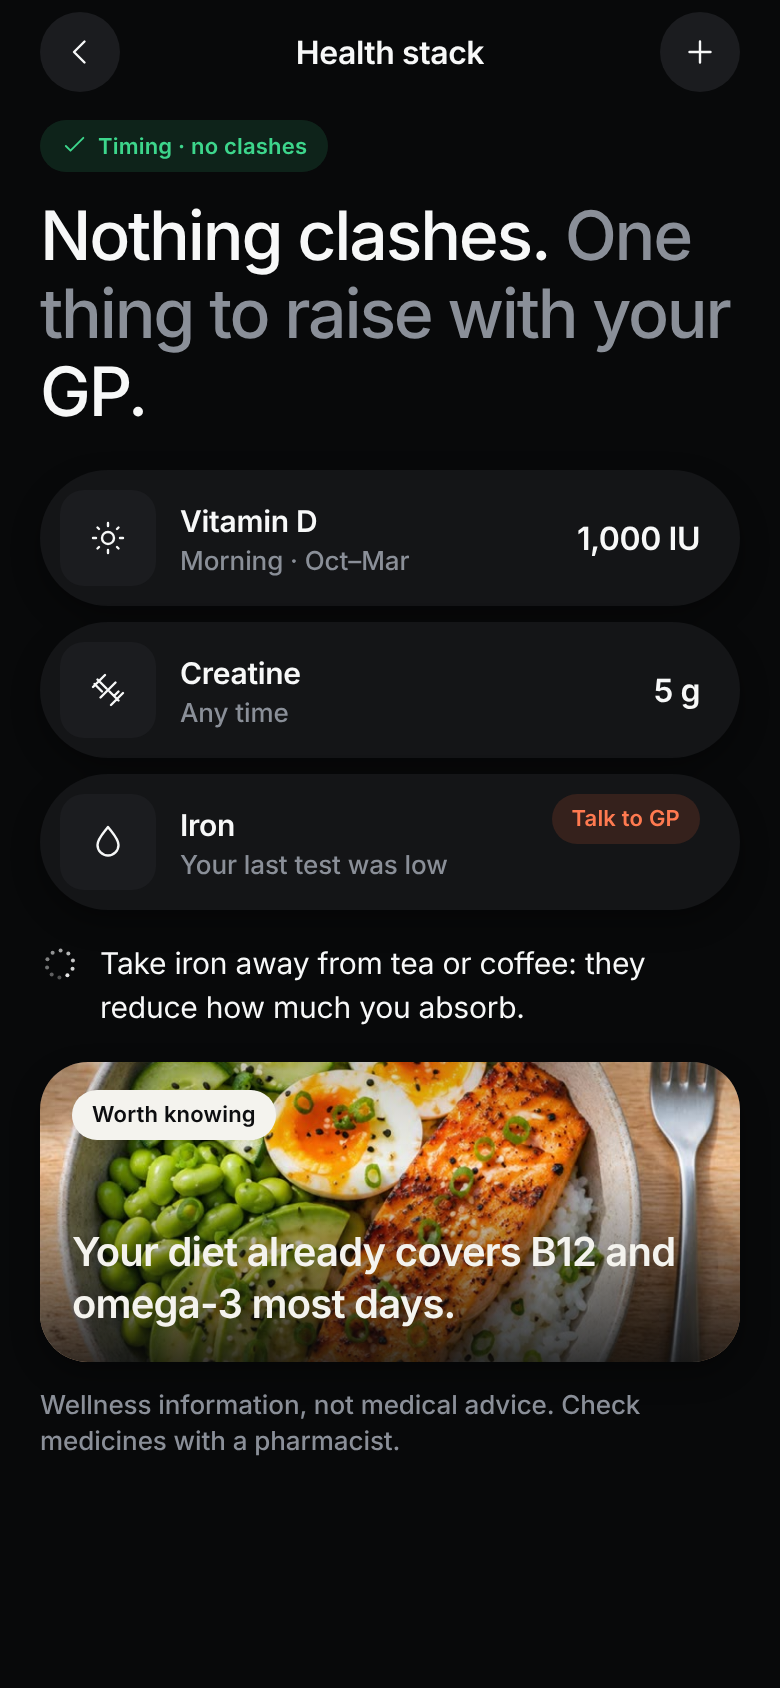 Health stack
Timing · no clashes
Nothing clashes. One
thing to raise with your
GP.
Vitamin D
Morning · Oct–Mar
1,000 IU
Creatine
Any time
5 g
Iron
Your last test was low
Talk to GP
Take iron away from tea or coffee: they
reduce how much you absorb.
Worth knowing
Your diet already covers B12 and
omega-3 most days.
Wellness information, not medical advice. Check
medicines with a pharmacist.